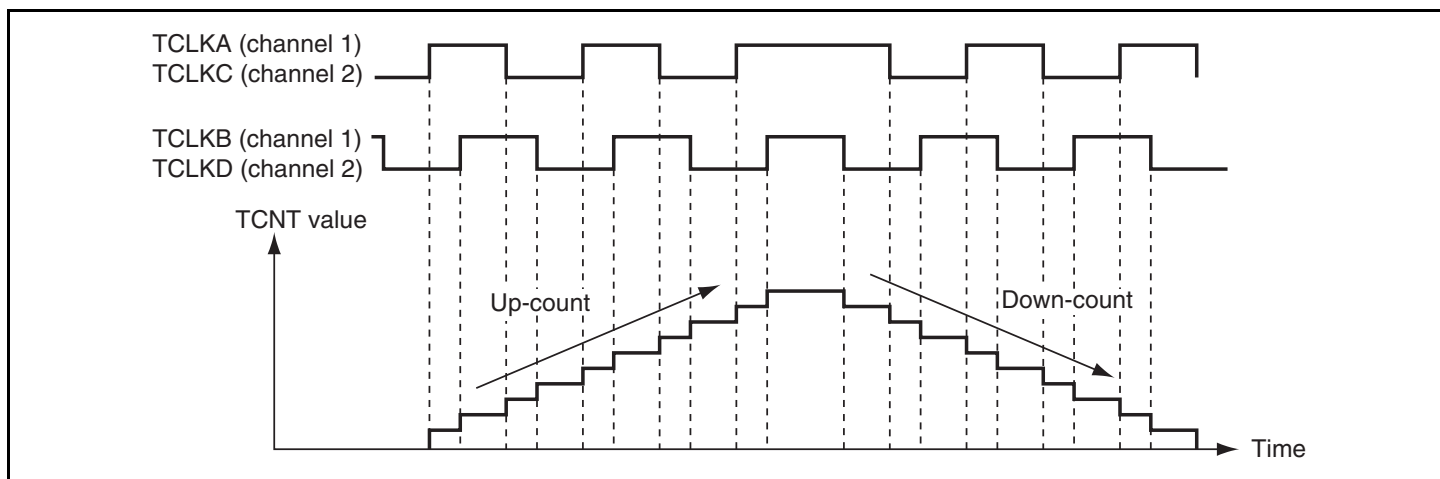 TCLKA (channel 1)
TCLKC (channel 2)
TCLKB (channel 1)
TCLKD (channel 2)
TCNT value
Up-count
Down-count
Time